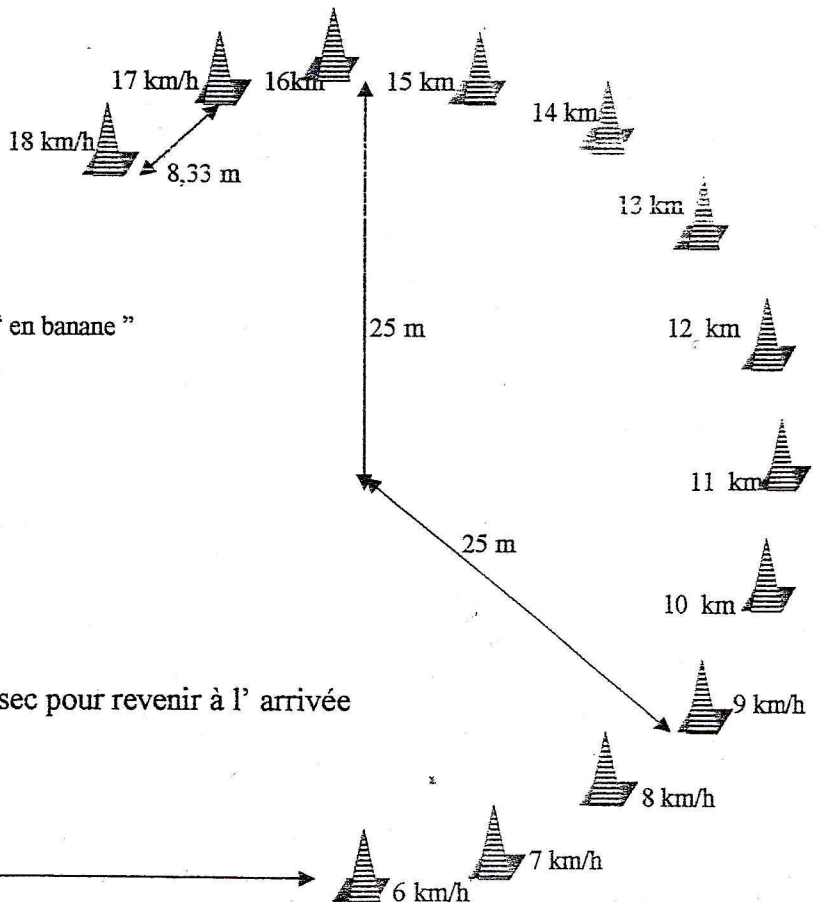 17 km/h 16km 15 km
14 km
18 km/h
8,33 m
13 km
“ en banane ”
25 m
12 km
11 km
25 m
10 km
sec pour revenir à l’ arrivée
9 km/h
8 km/h
7 km/h
6 km/h